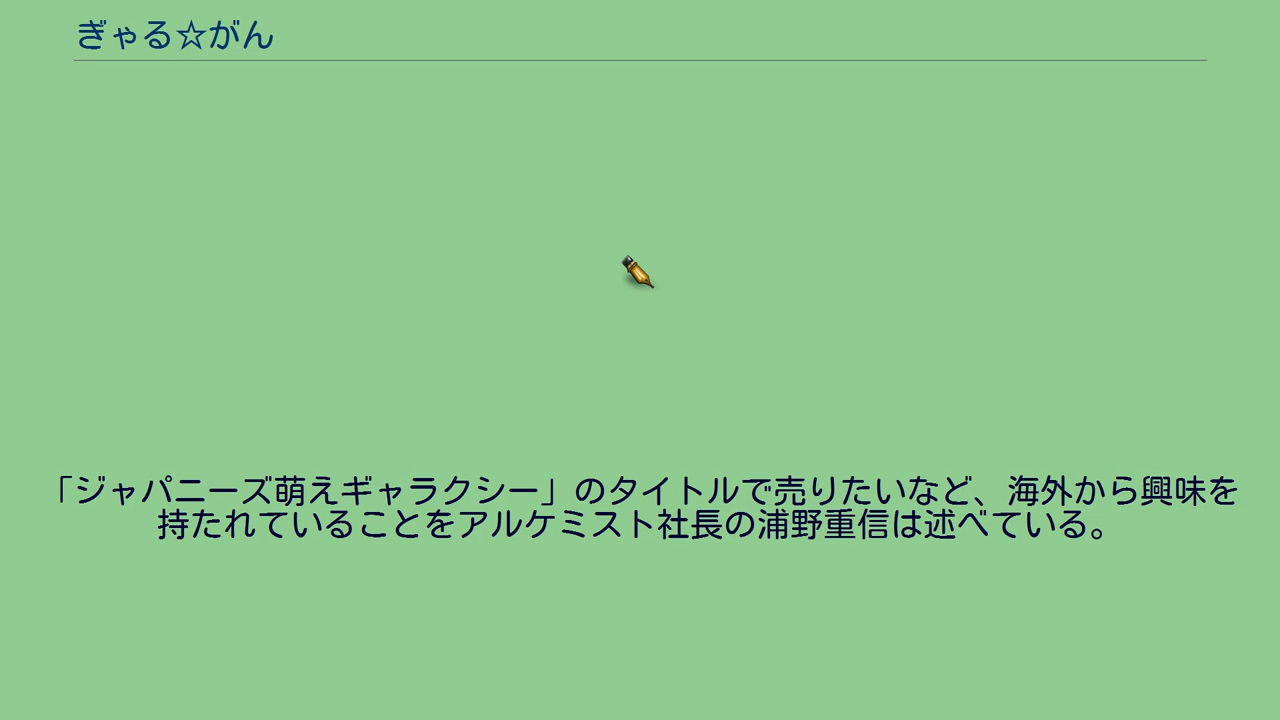 ぎゃる☆がん
「ジャパニーズ萌えギャラクシー」のタイトルで売りたいなど、海外から興味を
持たれていることをアルケミスト社長の浦野重信は述べている。